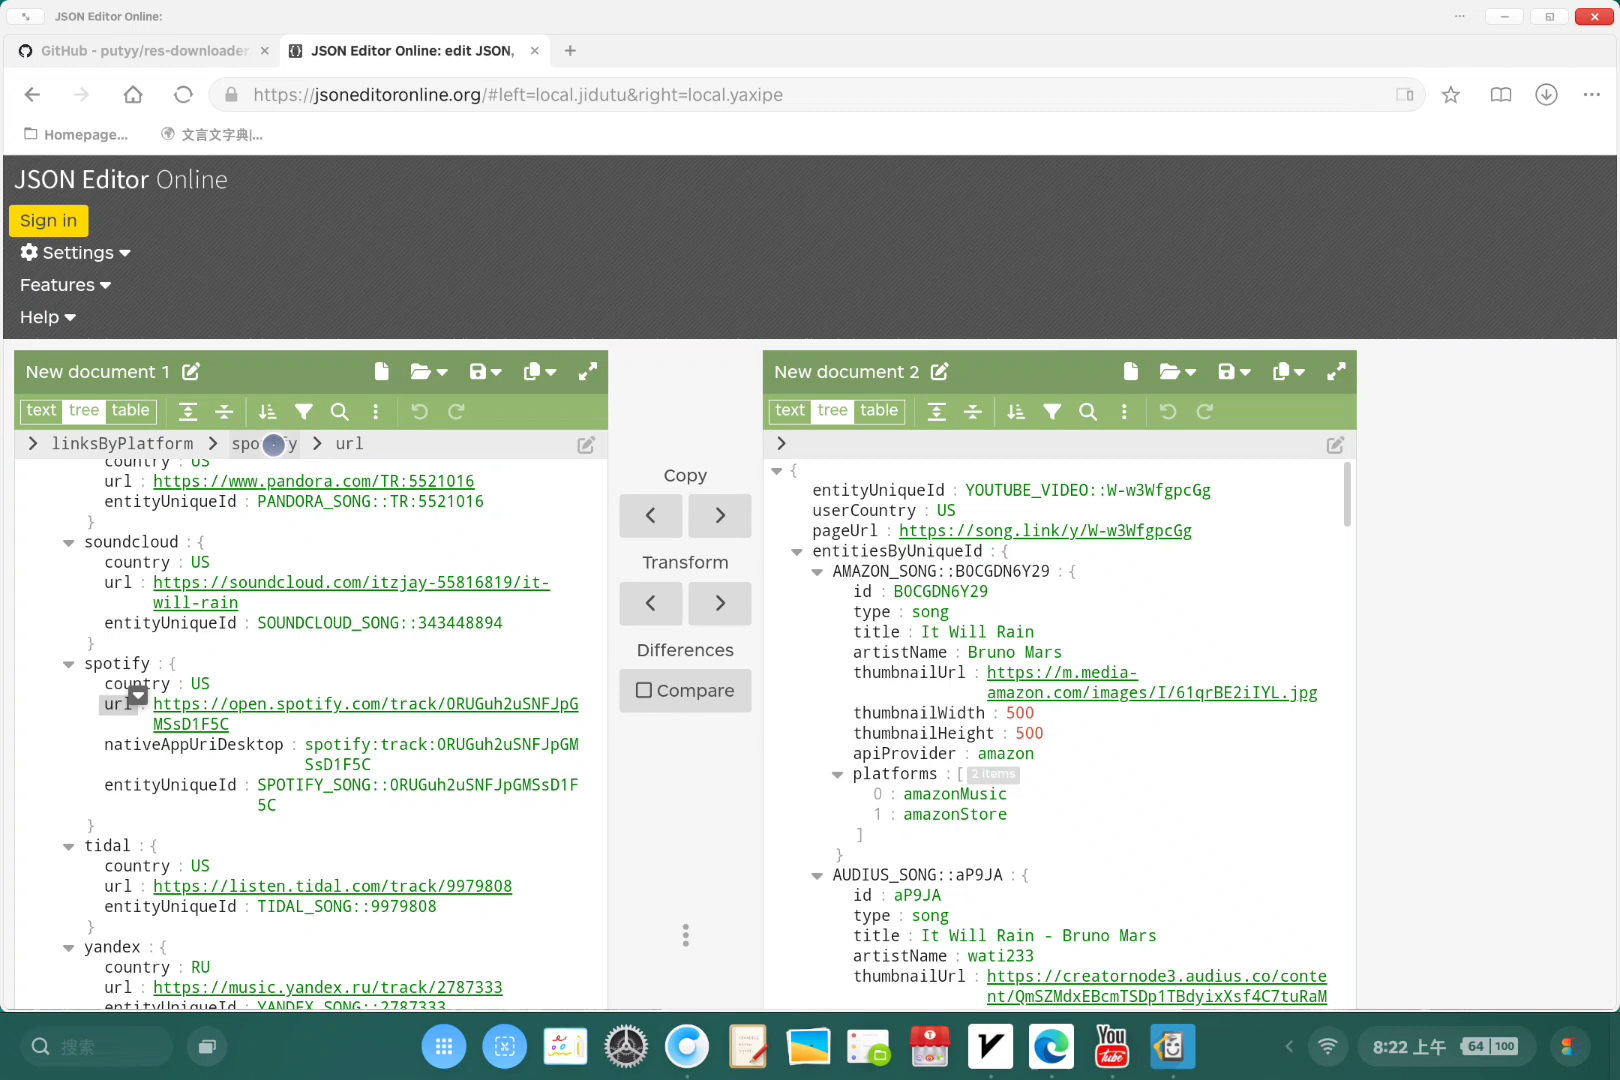 JSON Editor Online:
GitHub - putyy/res-downloader
JSON Editor Online: edit JSON,
https://jsoneditoronline.org/#left=local.jidutu&right=local.yaxipe
Homepage...
文言文字典|...
JSON Editor Online
Sign in
Settings
Features
Help
New document 1
text tree table
linksByPlatform > spotify > url
country : US
url : https://www.pandora.com/TR:5521016
entityUniqueId : PANDORA_SONG::TR:5521016
}
soundcloud : {
country : US
url : https://soundcloud.com/itzjay-55816819/it-
will-rain
entityUniqueId : SOUNDCLOUD_SONG::343448894
}
spotify : {
country : US
url : https://open.spotify.com/track/0RUGuh2uSNFJpG
MSsD1F5C
nativeAppUriDesktop : spotify:track:0RUGuh2uSNFJpGM
SsD1F5C
entityUniqueId : SPOTIFY_SONG::0RUGuh2uSNFJpGMSsD1F
5C
}
tidal : {
country : US
url : https://listen.tidal.com/track/9979808
entityUniqueId : TIDAL_SONG::9979808
}
yandex : {
country : RU
url : https://music.yandex.ru/track/2787333
entityUniqueId : YANDEX_SONG::2787333
Copy
Transform
Differences
Compare
New document 2
text tree table
{
entityUniqueId : YOUTUBE_VIDEO::W-w3WfgpcGg
userCountry : US
pageUrl : https://song.link/y/W-w3WfgpcGg
entitiesByUniqueId : {
AMAZON_SONG::B0CGDN6Y29 : {
id : B0CGDN6Y29
type : song
title : It Will Rain
artistName : Bruno Mars
thumbnailUrl : https://m.media-
amazon.com/images/I/61qrBE2iIYL.jpg
thumbnailWidth : 500
thumbnailHeight : 500
apiProvider : amazon
platforms : [ 2 items
0 : amazonMusic
1 : amazonStore
]
}
AUDIUS_SONG::aP9JA : {
id : aP9JA
type : song
title : It Will Rain - Bruno Mars
artistName : wati233
thumbnailUrl : https://creatornode3.audius.co/conte
nt/QmSZMdxEBcmTSDp1TBdyixXsf4C7tuRaM
搜索
You
Tube
8:22 上午
64 100